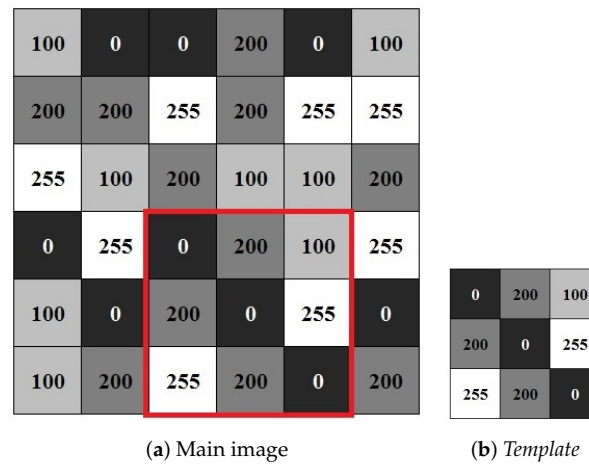 100 0 0 200 0 100
200 200 255 200 255 255
255 100 200 100 100 200
0 255 0 200 100 255
100 0 200 0 255 0
100 200 255 200 0 200
(a) Main image
0 200 100
200 0 255
255 200 0
(b) Template